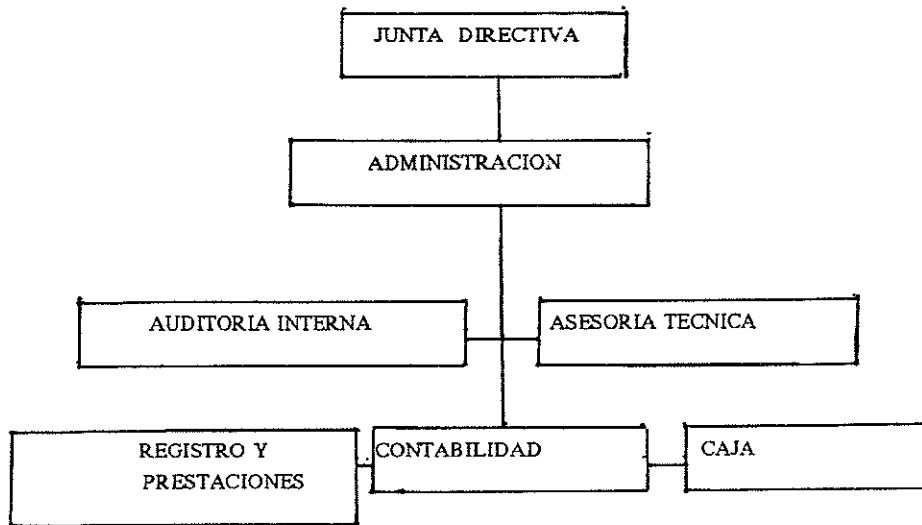 JUNTA DIRECTIVA
ADMINISTRACION
AUDITORIA INTERNA
ASESORIA TECNICA
REGISTRO Y
PRESTACIONES
CONTABILIDAD
CAJA